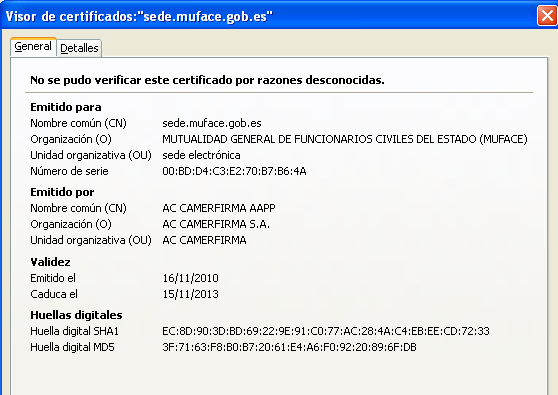 Visor de certificados:"sede.muface.gob.es"
General Detalles
No se pudo verificar este certificado por razones desconocidas.
Emitido para
Nombre común (CN) sede.muface.gob.es
Organización (O) MUTUALIDAD GENERAL DE FUNCIONARIOS CIVILES DEL ESTADO (MUFACE)
Unidad organizativa (OU) sede electrónica
Número de serie 00:BD:D4:C3:E2:70:B7:B6:4A
Emitido por
Nombre común (CN) AC CAMERFIRMA AAPP
Organización (O) AC CAMERFIRMA S.A.
Unidad organizativa (OU) AC CAMERFIRMA
Validez
Emitido el 16/11/2010
Caduca el 15/11/2013
Huellas digitales
Huella digital SHA1 EC:8D:90:3D:BD:69:22:9E:91:C0:77:AC:28:4A:C4:EB:EE:CD:72:33
Huella digital MD5 3F:71:63:F8:B0:B7:20:61:E4:A6:F0:92:20:89:6F:DB